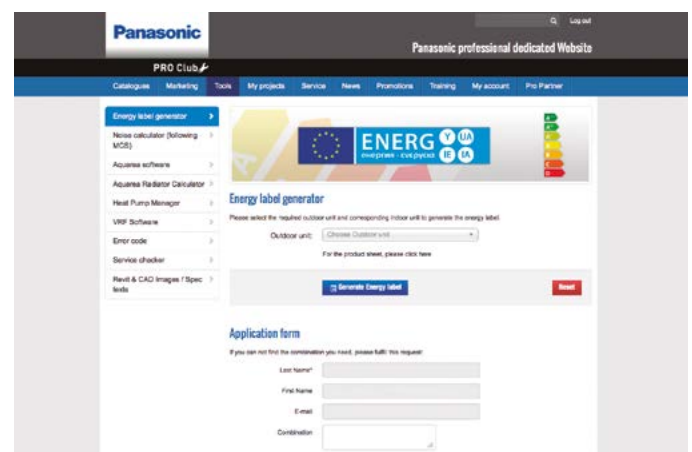 Log out
Panasonic
Panasonic professional dedicated Website
PRO Club
Catalogues Marketing Tools My projects Service News Promotions Training My account Pro Partner
Energy label generator
Noise calculator (following MCS)
Aquarea software
Aquarea Radiator Calculator
Heat Pump Manager
VRF Software
Error code
Service checker
Revit & CAD Images / Spec texts
ENERG Y UA
енергия · ενεργεια IE IA
Energy label generator
Please select the required outdoor unit and corresponding indoor unit to generate the energy label
Outdoor unit: Choose Outdoor unit
For the product sheet, please click here
Generate Energy label Reset
Application form
If you can not find the combination you need, please fulfil this request:
Last Name*
First Name
E-mail
Combination